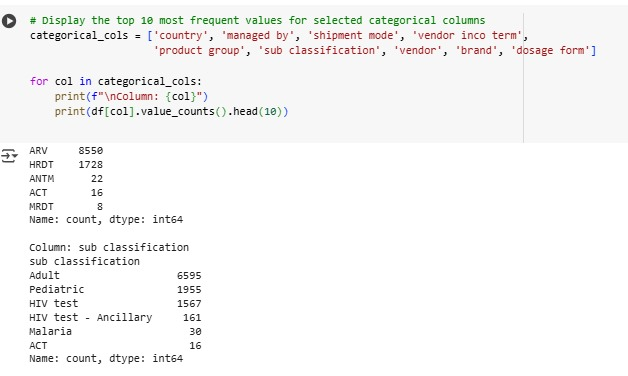 # Display the top 10 most frequent values for selected categorical columns
categorical_cols = ['country', 'managed by', 'shipment mode', 'vendor inco term',
'product group', 'sub classification', 'vendor', 'brand', 'dosage form']
for col in categorical_cols:
print(f"\nColumn: {col}")
print(df[col].value_counts().head(10))
ARV 8550
HRDT 1728
ANTM 22
ACT 16
MRDT 8
Name: count, dtype: int64
Column: sub classification
sub classification
Adult 6595
Pediatric 1955
HIV test 1567
HIV test - Ancillary 161
Malaria 30
ACT 16
Name: count, dtype: int64